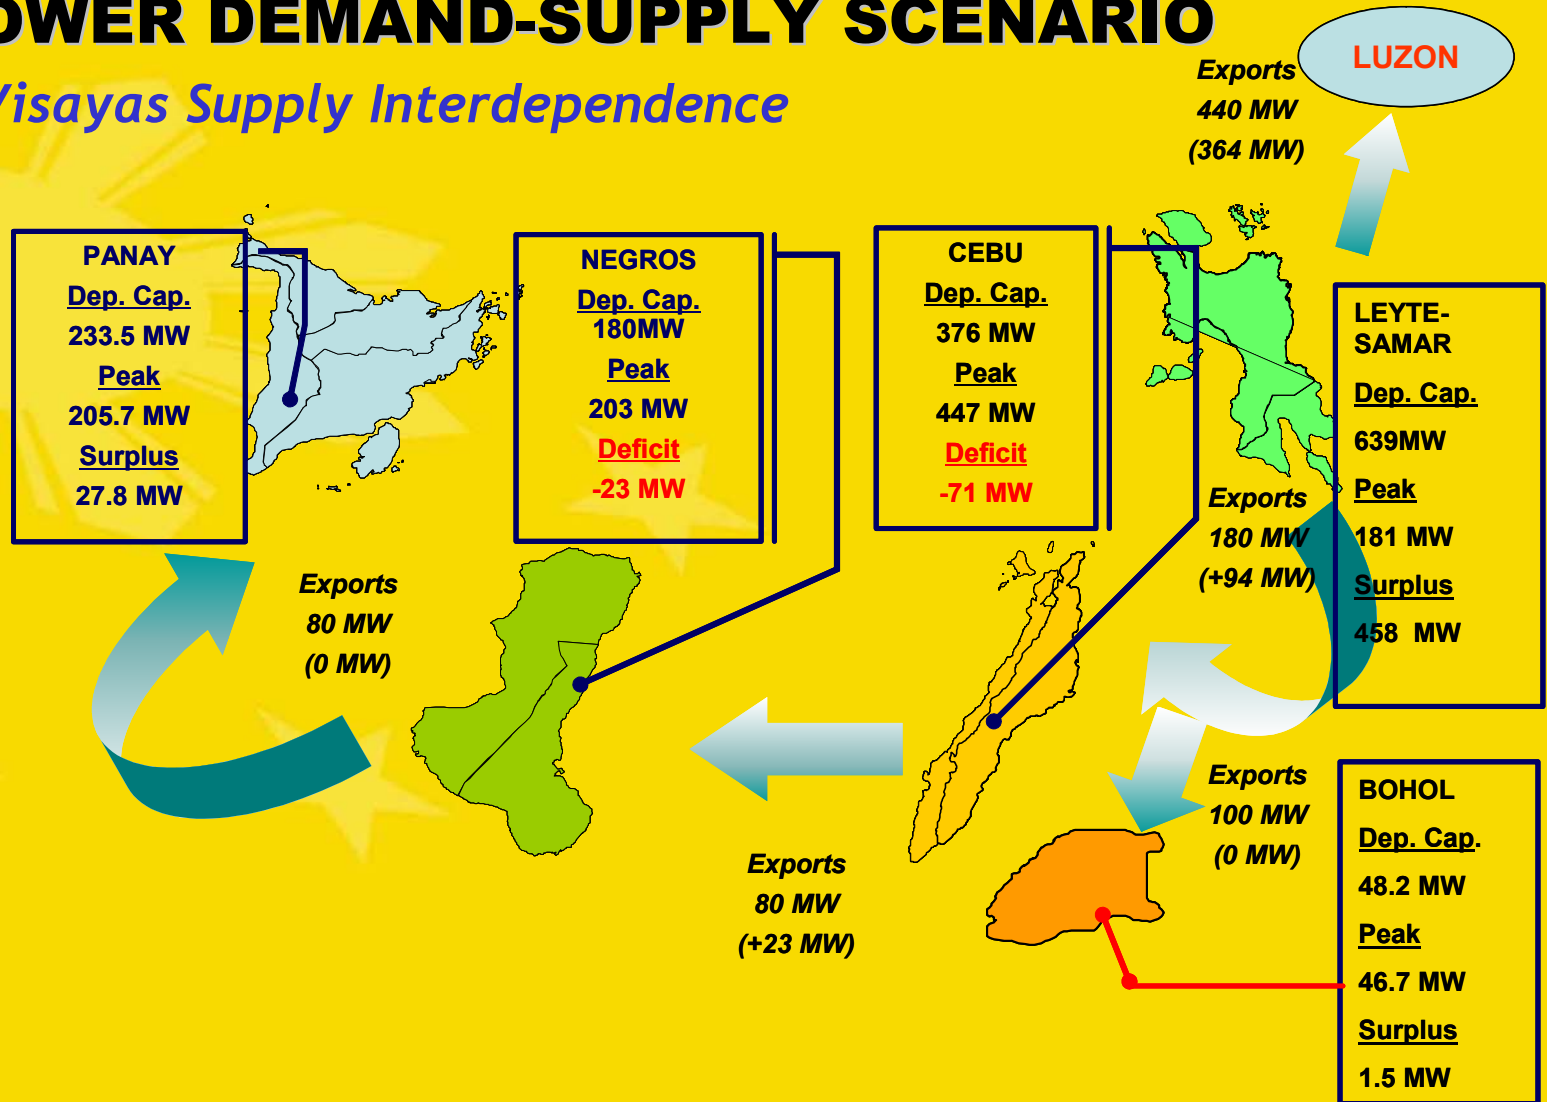 OWER DEMAND-SUPPLY SCENARIO
Visayas Supply Interdependence
LUZON
Exports
440 MW
(364 MW)
PANAY
Dep. Cap.
233.5 MW
Peak
205.7 MW
Surplus
27.8 MW
NEGROS
Dep. Cap.
180MW
Peak
203 MW
Deficit
-23 MW
CEBU
Dep. Cap.
376 MW
Peak
447 MW
Deficit
-71 MW
LEYTE-
SAMAR
Dep. Cap.
639MW
Peak
181 MW
Surplus
458 MW
Exports
180 MW
(+94 MW)
Exports
80 MW
(0 MW)
Exports
80 MW
(+23 MW)
Exports
100 MW
(0 MW)
BOHOL
Dep. Cap.
48.2 MW
Peak
46.7 MW
Surplus
1.5 MW